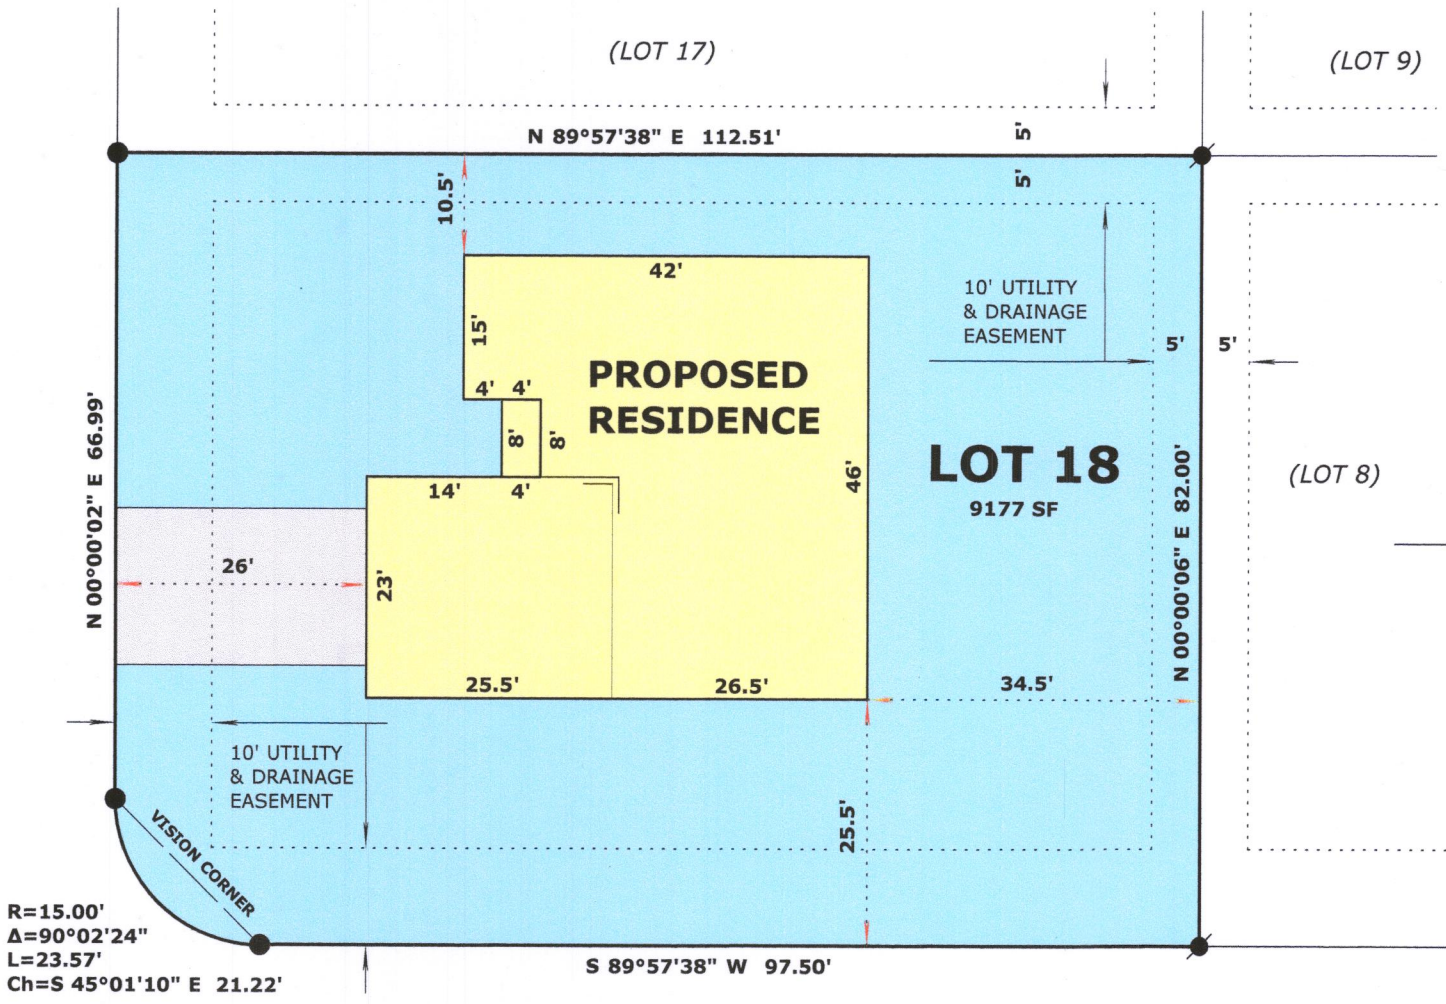 (LOT 17)
(LOT 9)
N 89°57'38" E 112.51'
5'
5'
10.5'
42'
10' UTILITY
& DRAINAGE
EASEMENT
15'
5'
5'
PROPOSED
RESIDENCE
4'
4'
8'
8'
N 00°00'02" E 66.99'
LOT 18
9177 SF
(LOT 8)
14'
4'
46'
N 00°00'06" E 82.00'
26'
23'
25.5'
26.5'
34.5'
10' UTILITY
& DRAINAGE
EASEMENT
25.5'
VISION CORNER
R=15.00'
Δ=90°02'24"
L=23.57'
Ch=S 45°01'10" E 21.22'
S 89°57'38" W 97.50'